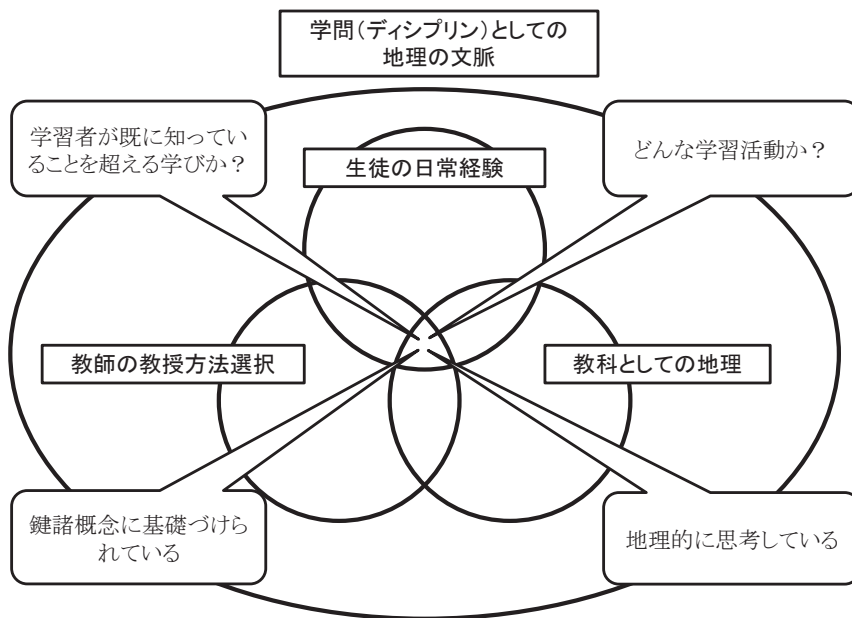 学問(ディシプリン)としての
地理の文脈
学習者が既に知ってい
ることを超える学びか？
生徒の日常経験
どんな学習活動か？
教師の教授方法選択
教科としての地理
鍵諸概念に基礎づけら
れている
地理的に思考している